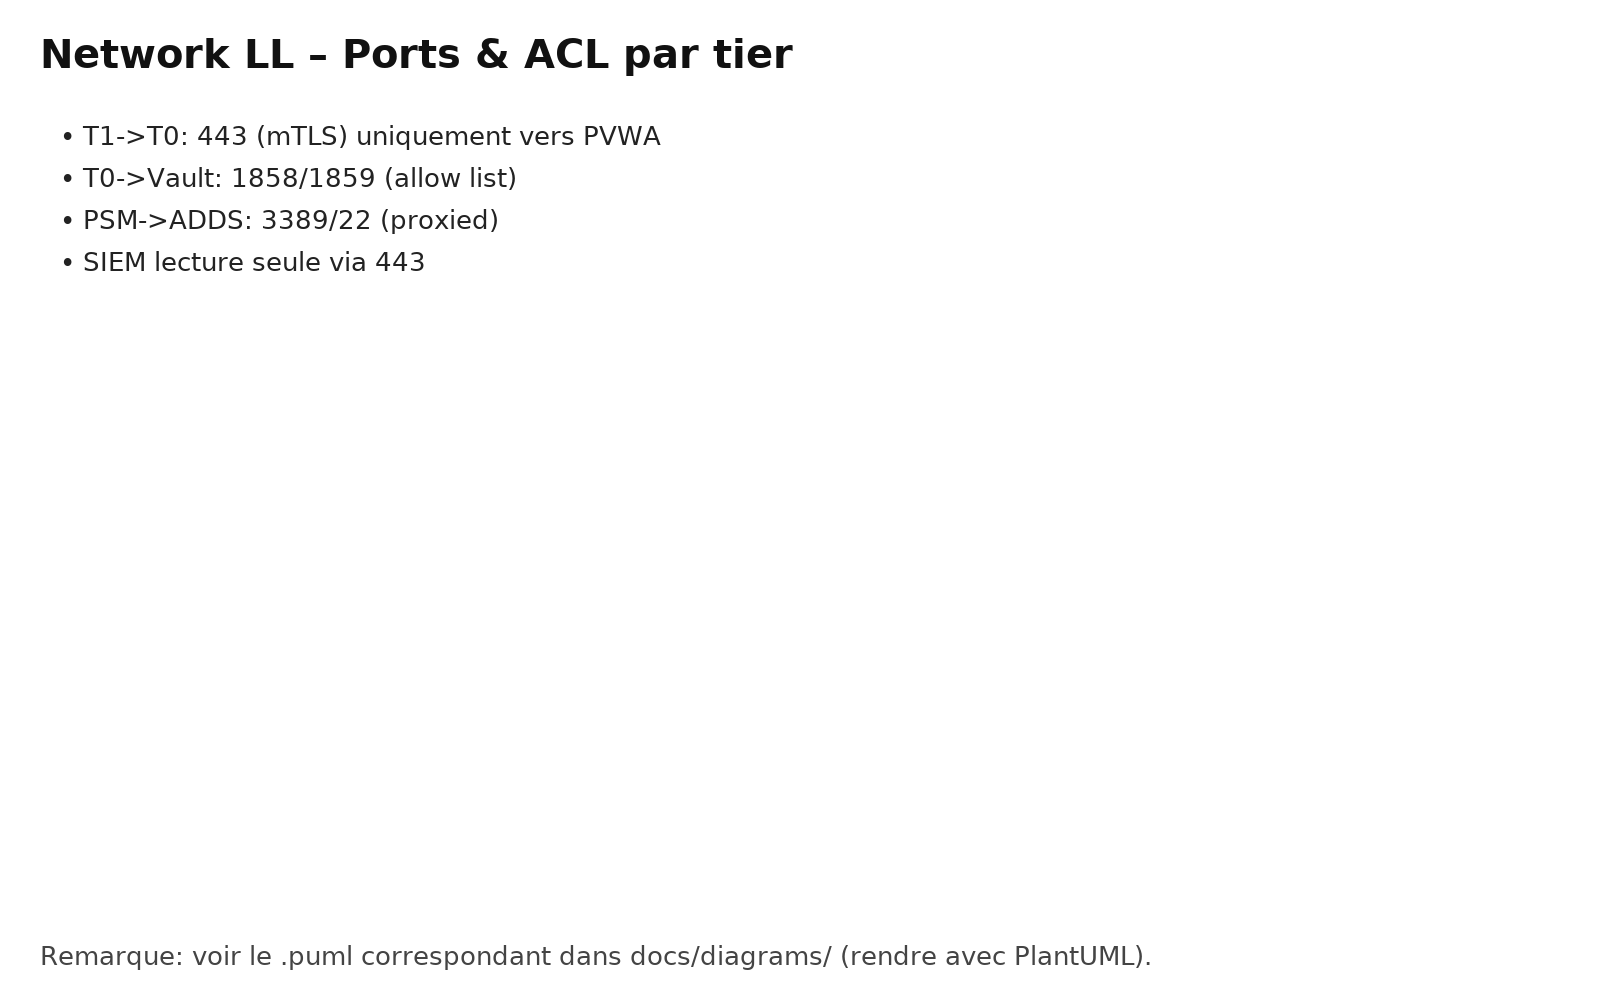 Network LL – Ports & ACL par tier
• T1->T0: 443 (mTLS) uniquement vers PVWA
• T0->Vault: 1858/1859 (allow list)
• PSM->ADDS: 3389/22 (proxied)
• SIEM lecture seule via 443
Remarque: voir le .puml correspondant dans docs/diagrams/ (rendre avec PlantUML).